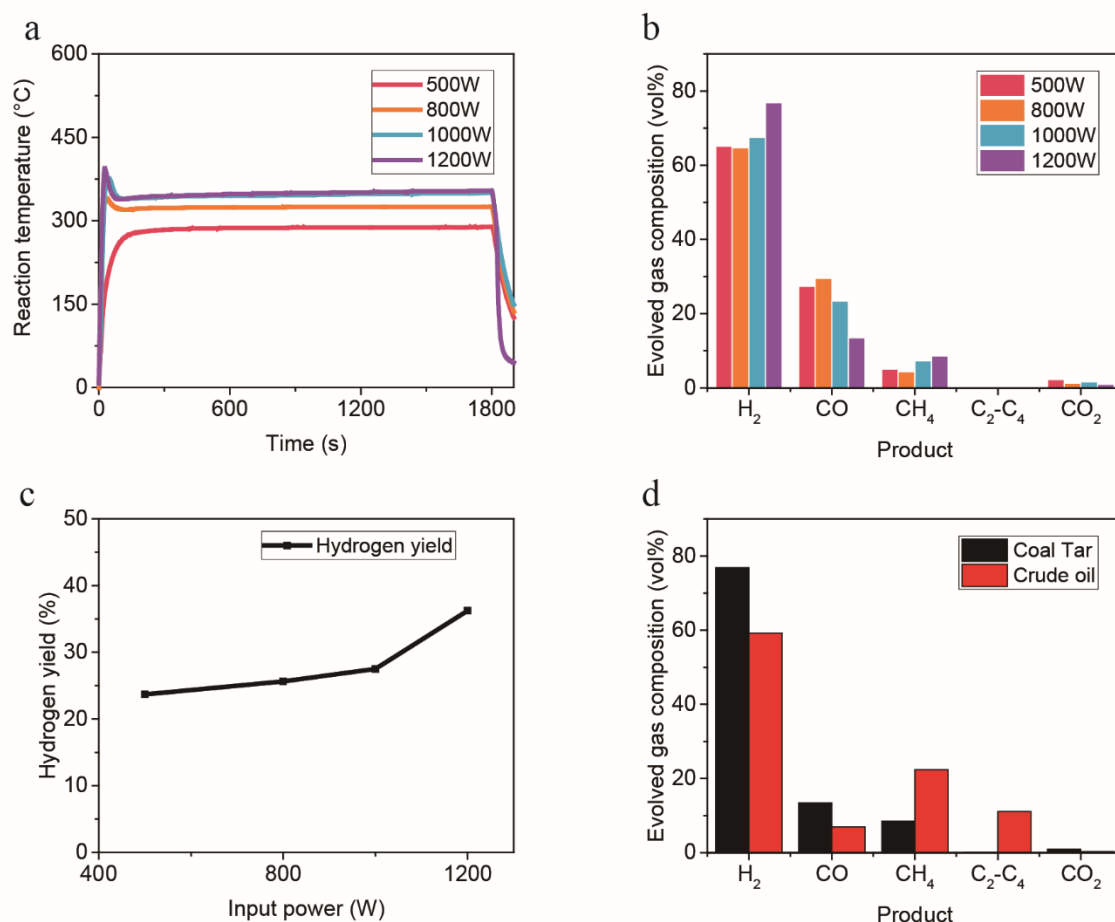 a
Reaction temperature (°C)
600
450
300
150
0
500W
800W
1000W
1200W
0
600
1200
1800
Time (s)
b
Evolved gas composition (vol%)
80
60
40
20
0
500W
800W
1000W
1200W
H₂
CO
CH₄
C₂-C₄
CO₂
Product
c
Hydrogen yield (%)
50
40
30
20
10
0
Hydrogen yield
400
800
1200
Input power (W)
d
Evolved gas composition (vol%)
80
60
40
20
0
Coal Tar
Crude oil
H₂
CO
CH₄
C₂-C₄
CO₂
Product